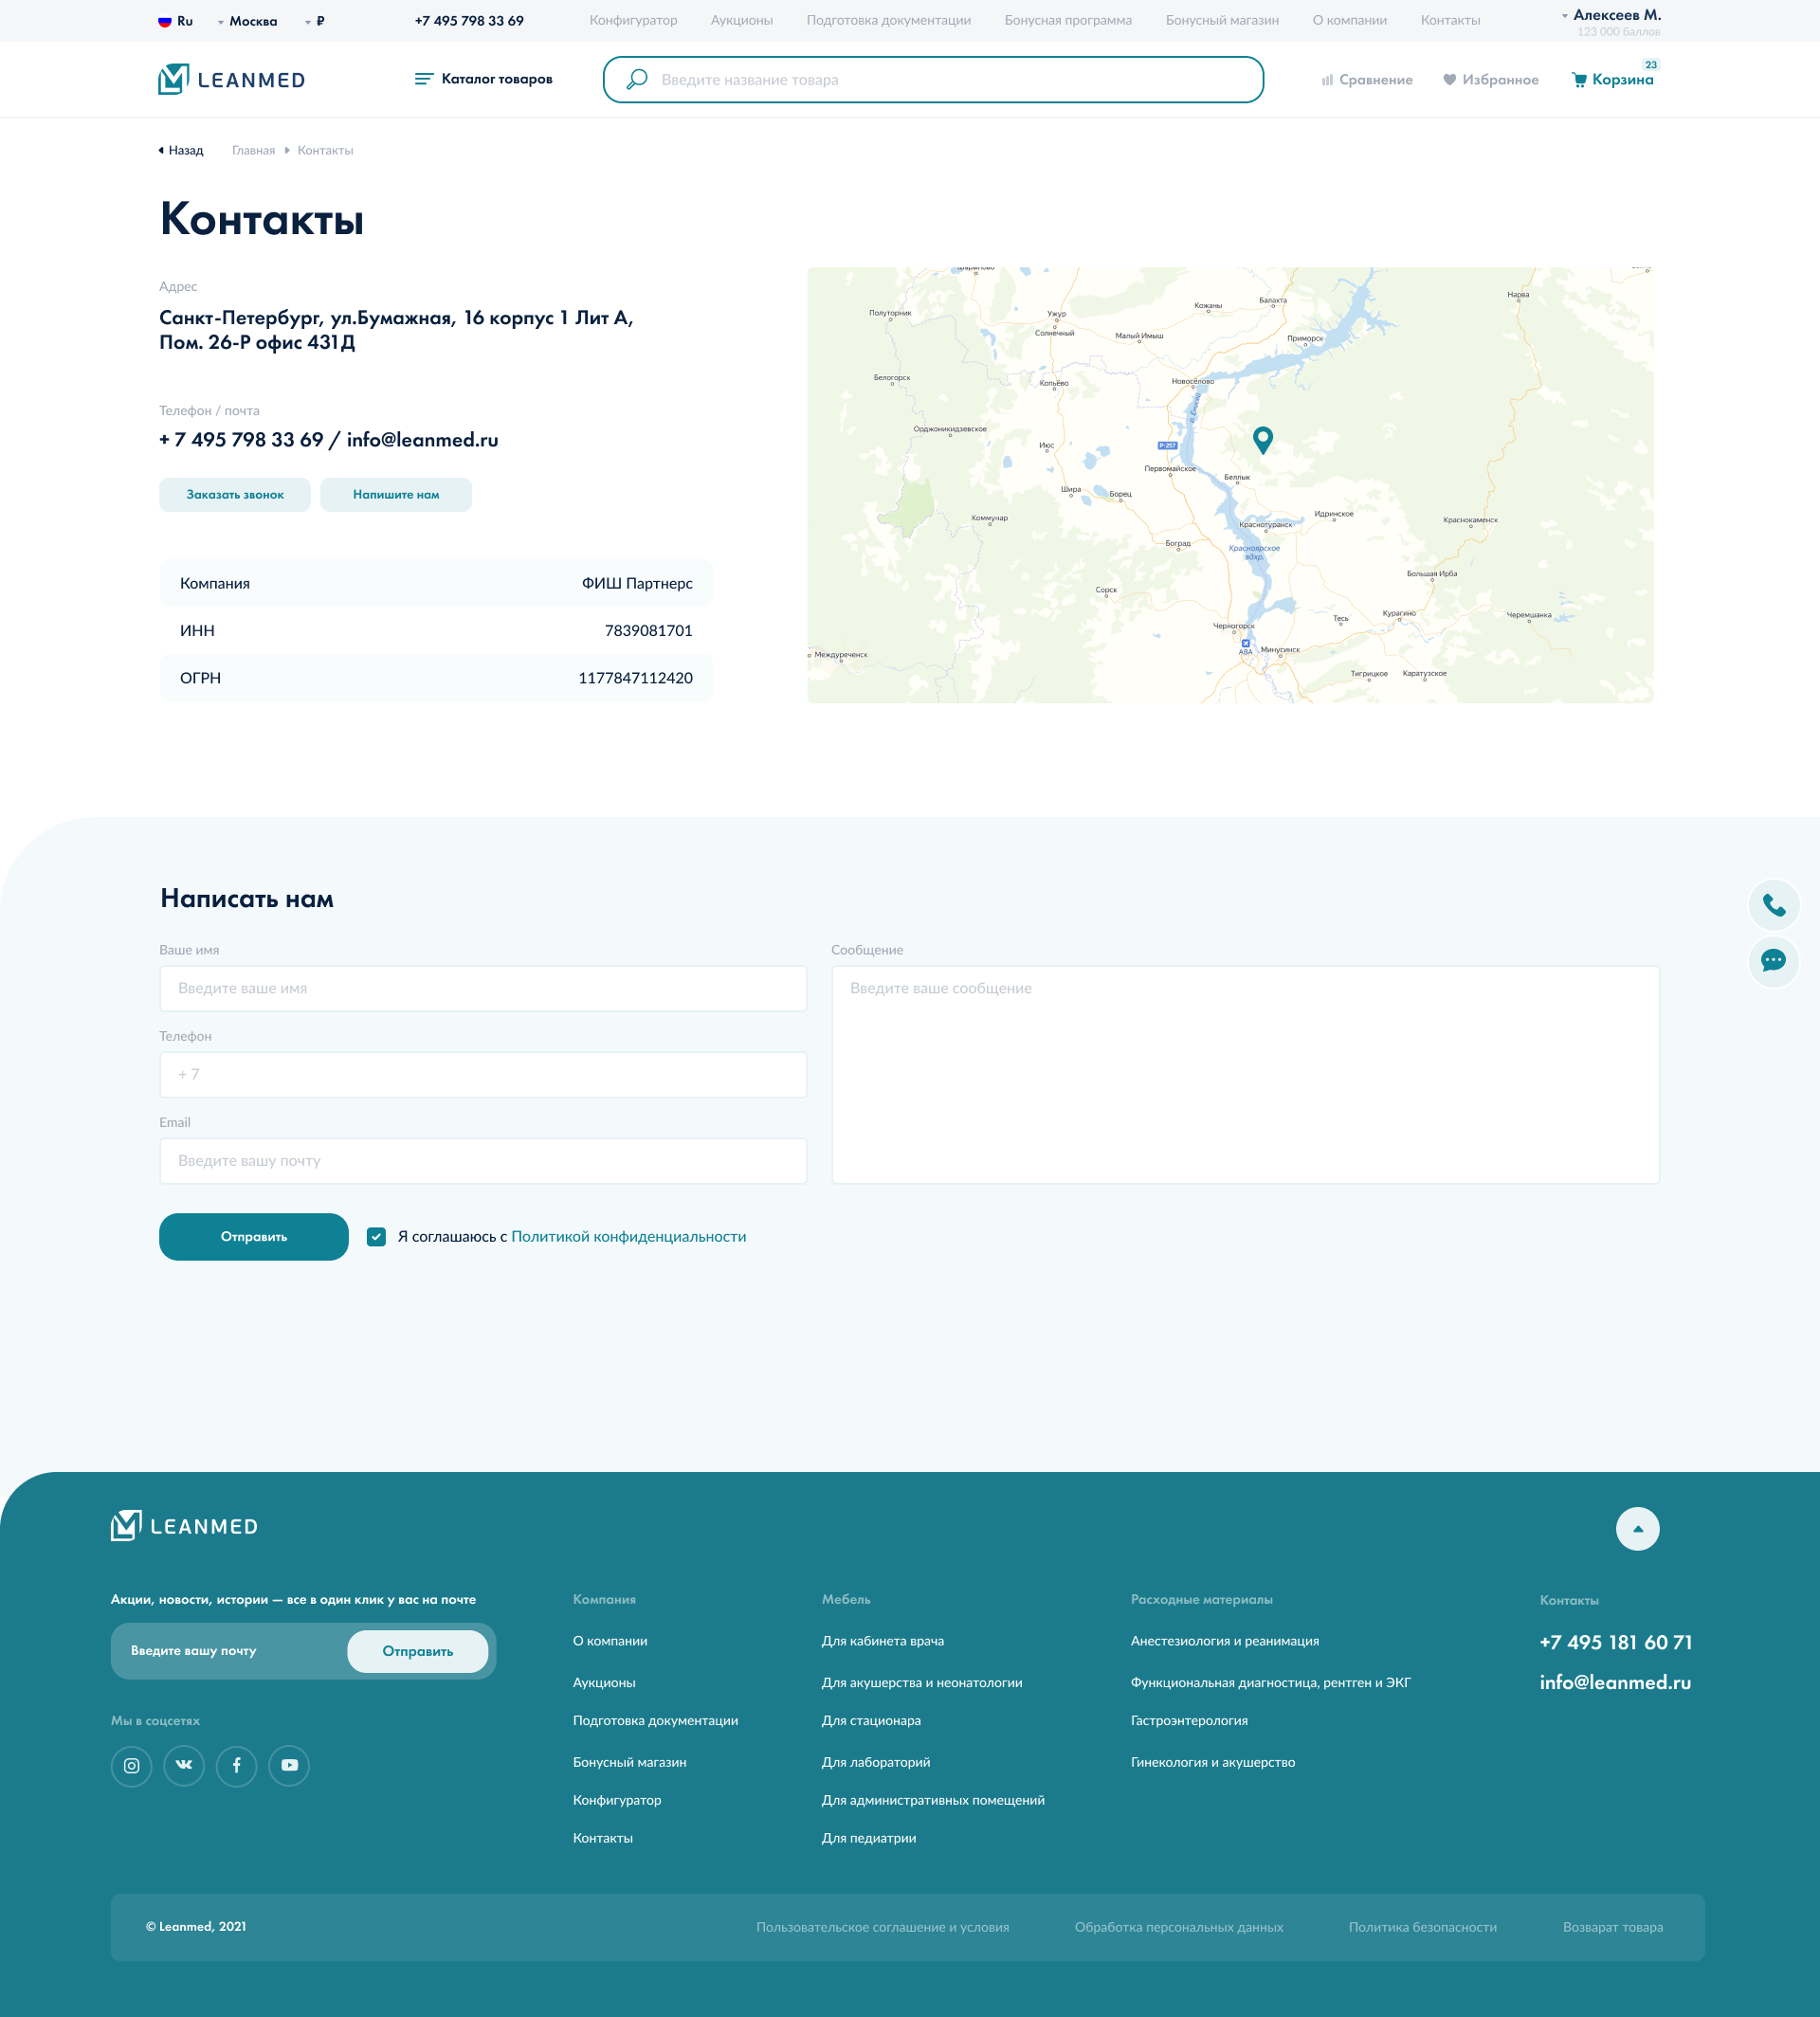 Ru
Москва
₽
+7 495 798 33 69
Конфигуратор
Аукционы
Подготовка документации
Бонусная программа
Бонусный магазин
О компании
Контакты
Алексеев М.
123 000 баллов
LEANMED
Каталог товаров
Введите название товара
Сравнение
Избранное
Корзина
23
Назад
Главная
Контакты
Контакты
Адрес
Санкт-Петербург, ул.Бумажная, 16 корпус 1 Лит А,
Пом. 26-Р офис 431Д
Телефон / почта
+ 7 495 798 33 69 / info@leanmed.ru
Заказать звонок
Напишите нам
Компания ФИШ Партнерс
ИНН 7839081701
ОГРН 1177847112420
Полуторник
Ужур
Солнечный
Кожаны
Балахта
Малый Имыш
Приморск
Нарва
Белогорск
Копьёво
Новосёлово
р. Енисей
Орджоникидзевское
Июс
Р-257
Первомайское
Беллык
Шира
Борец
Коммунар
Краснотуранск
Идринское
Краснокаменск
Боград
Красноярское
вдхр.
Большая Ирба
Сорск
Курагино
Черемшанка
Тесь
Черногорск
АВА
Минусинск
Междуреченск
Тигрицкое
Каратузское
Написать нам
Ваше имя
Введите ваше имя
Телефон
+ 7
Email
Введите вашу почту
Сообщение
Введите ваше сообщение
Отправить
Я соглашаюсь с Политикой конфиденциальности
LEANMED
Акции, новости, истории — все в один клик у вас на почте
Введите вашу почту
Отправить
Мы в соцсетях
Компания
О компании
Аукционы
Подготовка документации
Бонусный магазин
Конфигуратор
Контакты
Мебель
Для кабинета врача
Для акушерства и неонатологии
Для стационара
Для лабораторий
Для административных помещений
Для педиатрии
Расходные материалы
Анестезиология и реанимация
Функциональная диагностица, рентген и ЭКГ
Гастроэнтерология
Гинекология и акушерство
Контакты
+7 495 181 60 71
info@leanmed.ru
© Leanmed, 2021
Пользовательское соглашение и условия
Обработка персональных данных
Политика безопасности
Возварат товара